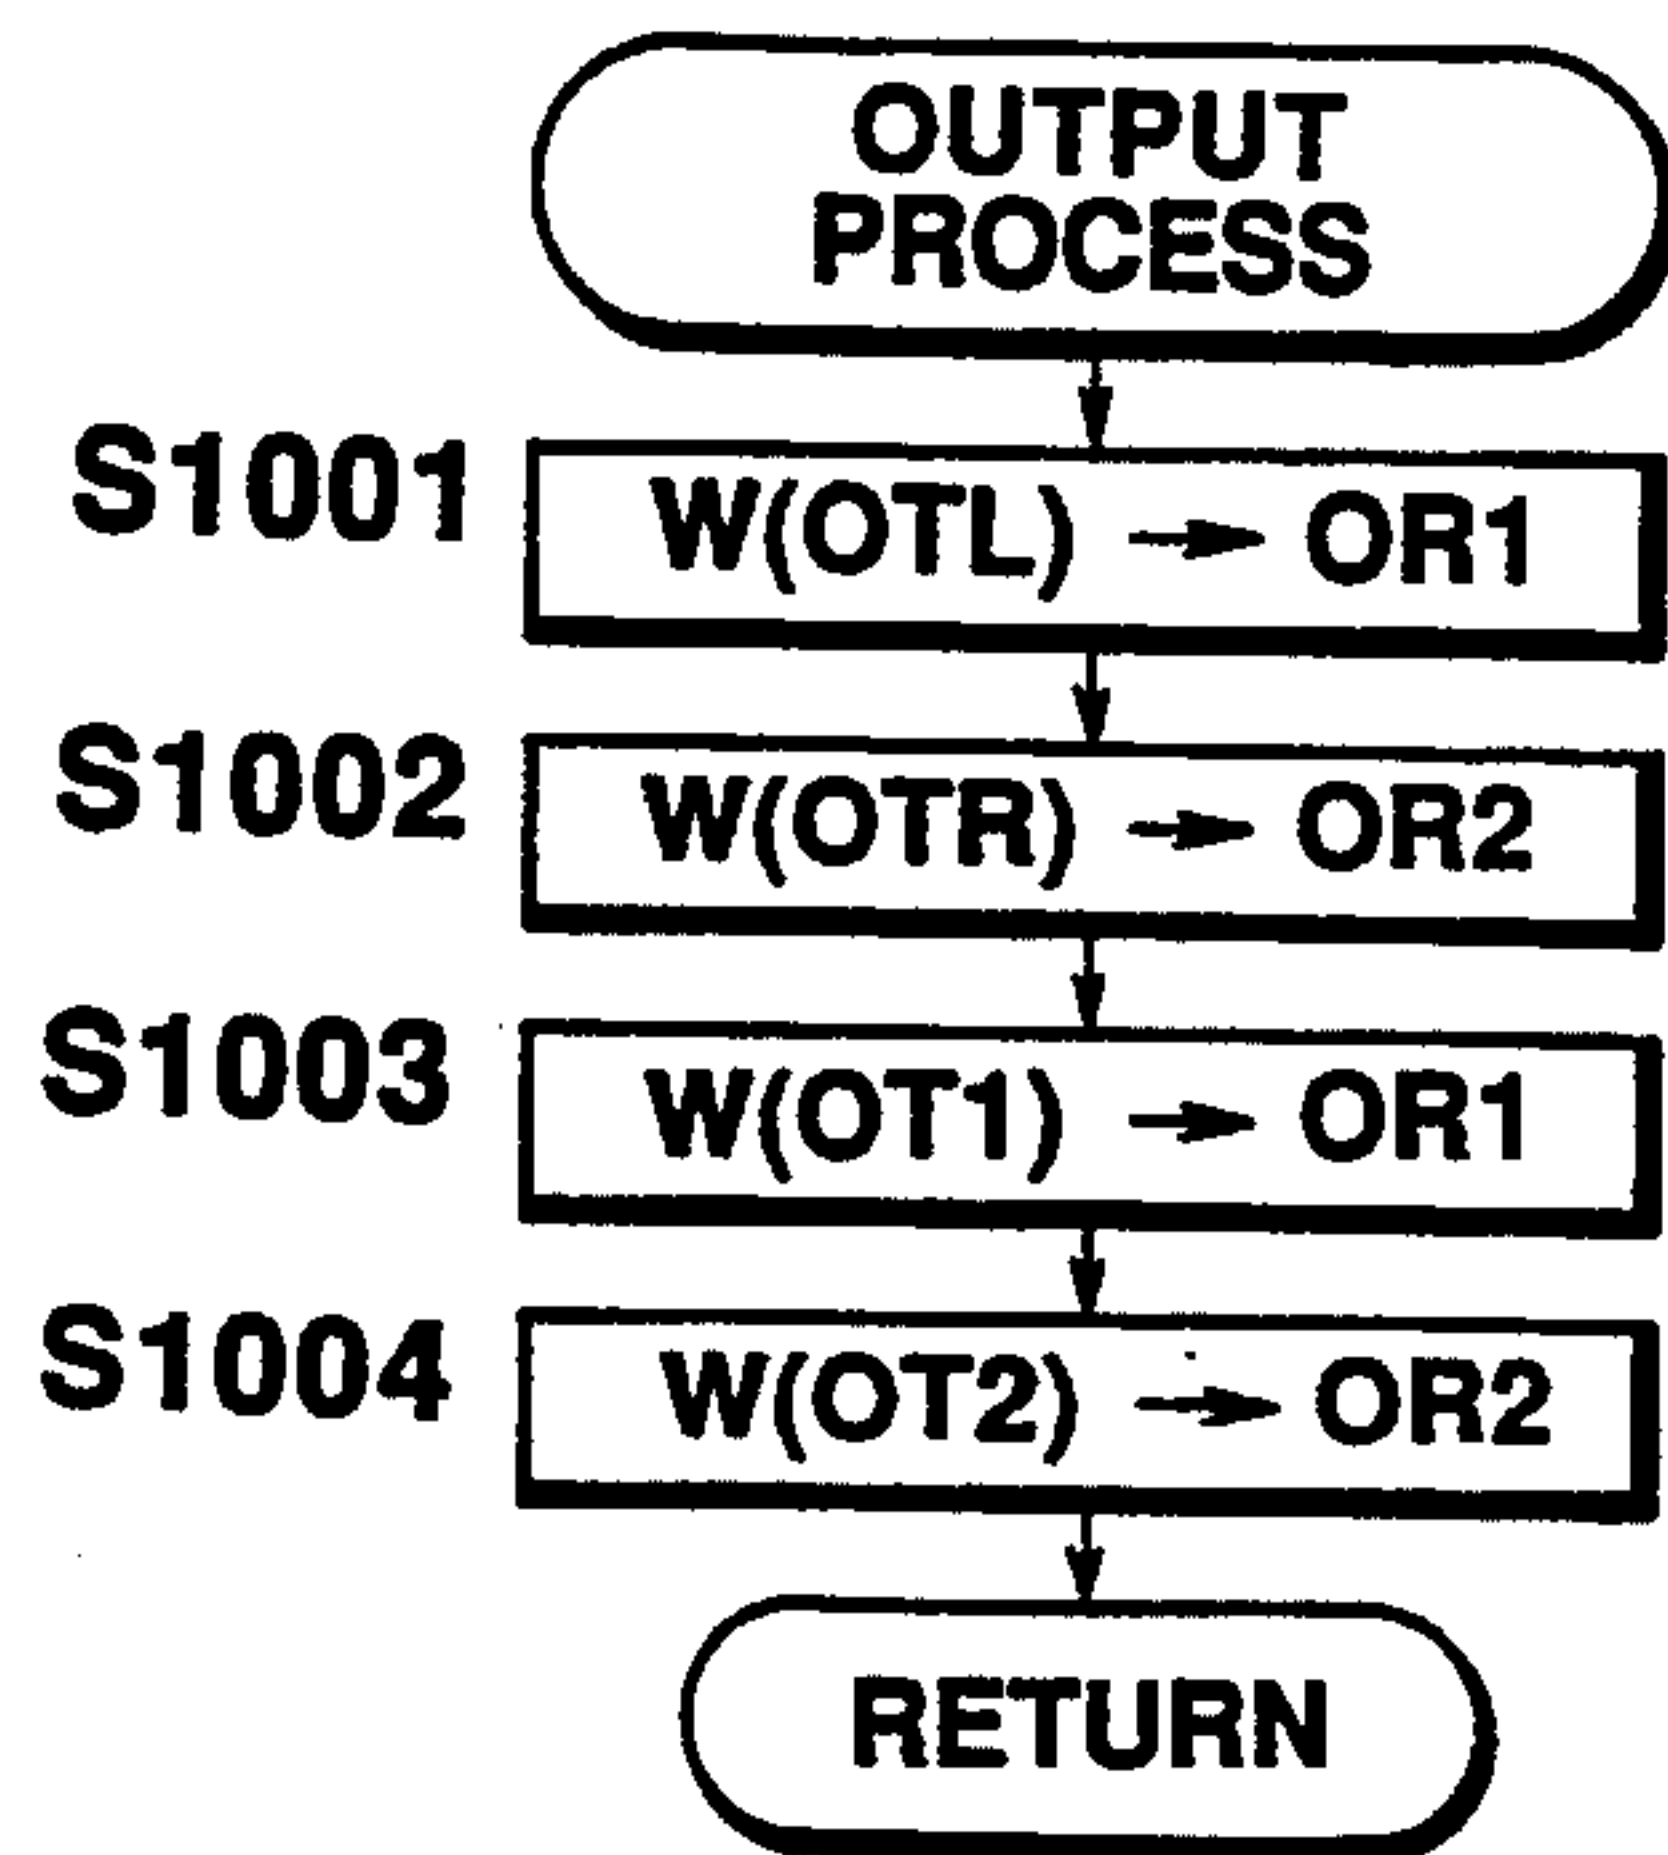 OUTPUT
PROCESS
S1001
W(OTL) → OR1
S1002
W(OTR) → OR2
S1003
W(OT1) → OR1
S1004
W(OT2) → OR2
RETURN